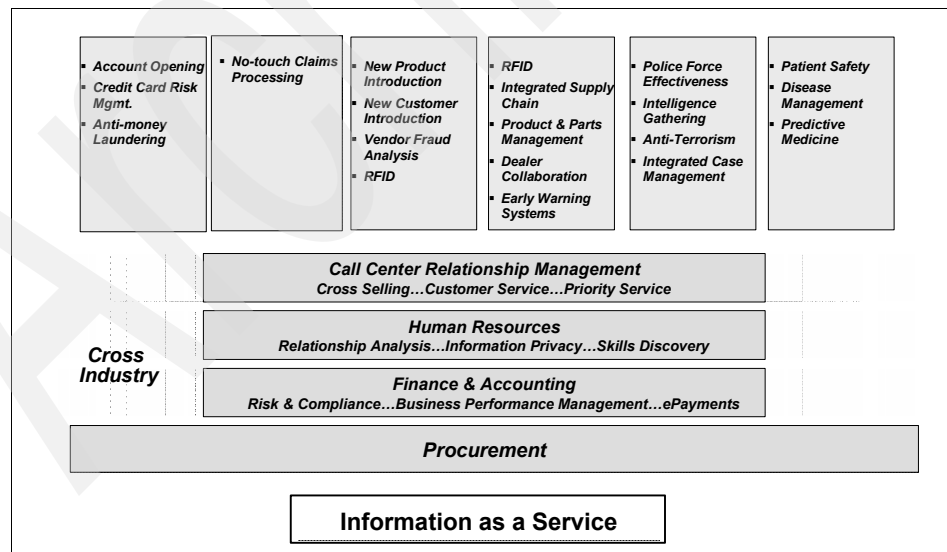 ▪ Account Opening
▪ Credit Card Risk
Mgmt.
▪ Anti-money
Laundering
▪ No-touch Claims
Processing
▪ New Product
Introduction
▪ New Customer
Introduction
▪ Vendor Fraud
Analysis
▪ RFID
▪ RFID
▪ Integrated Supply
Chain
▪ Product & Parts
Management
▪ Dealer
Collaboration
▪ Early Warning
Systems
▪ Police Force
Effectiveness
▪ Intelligence
Gathering
▪ Anti-Terrorism
▪ Integrated Case
Management
▪ Patient Safety
▪ Disease
Management
▪ Predictive
Medicine
Call Center Relationship Management
Cross Selling…Customer Service…Priority Service
Human Resources
Relationship Analysis…Information Privacy…Skills Discovery
Cross
Industry
Finance & Accounting
Risk & Compliance…Business Performance Management…ePayments
Procurement
Information as a Service